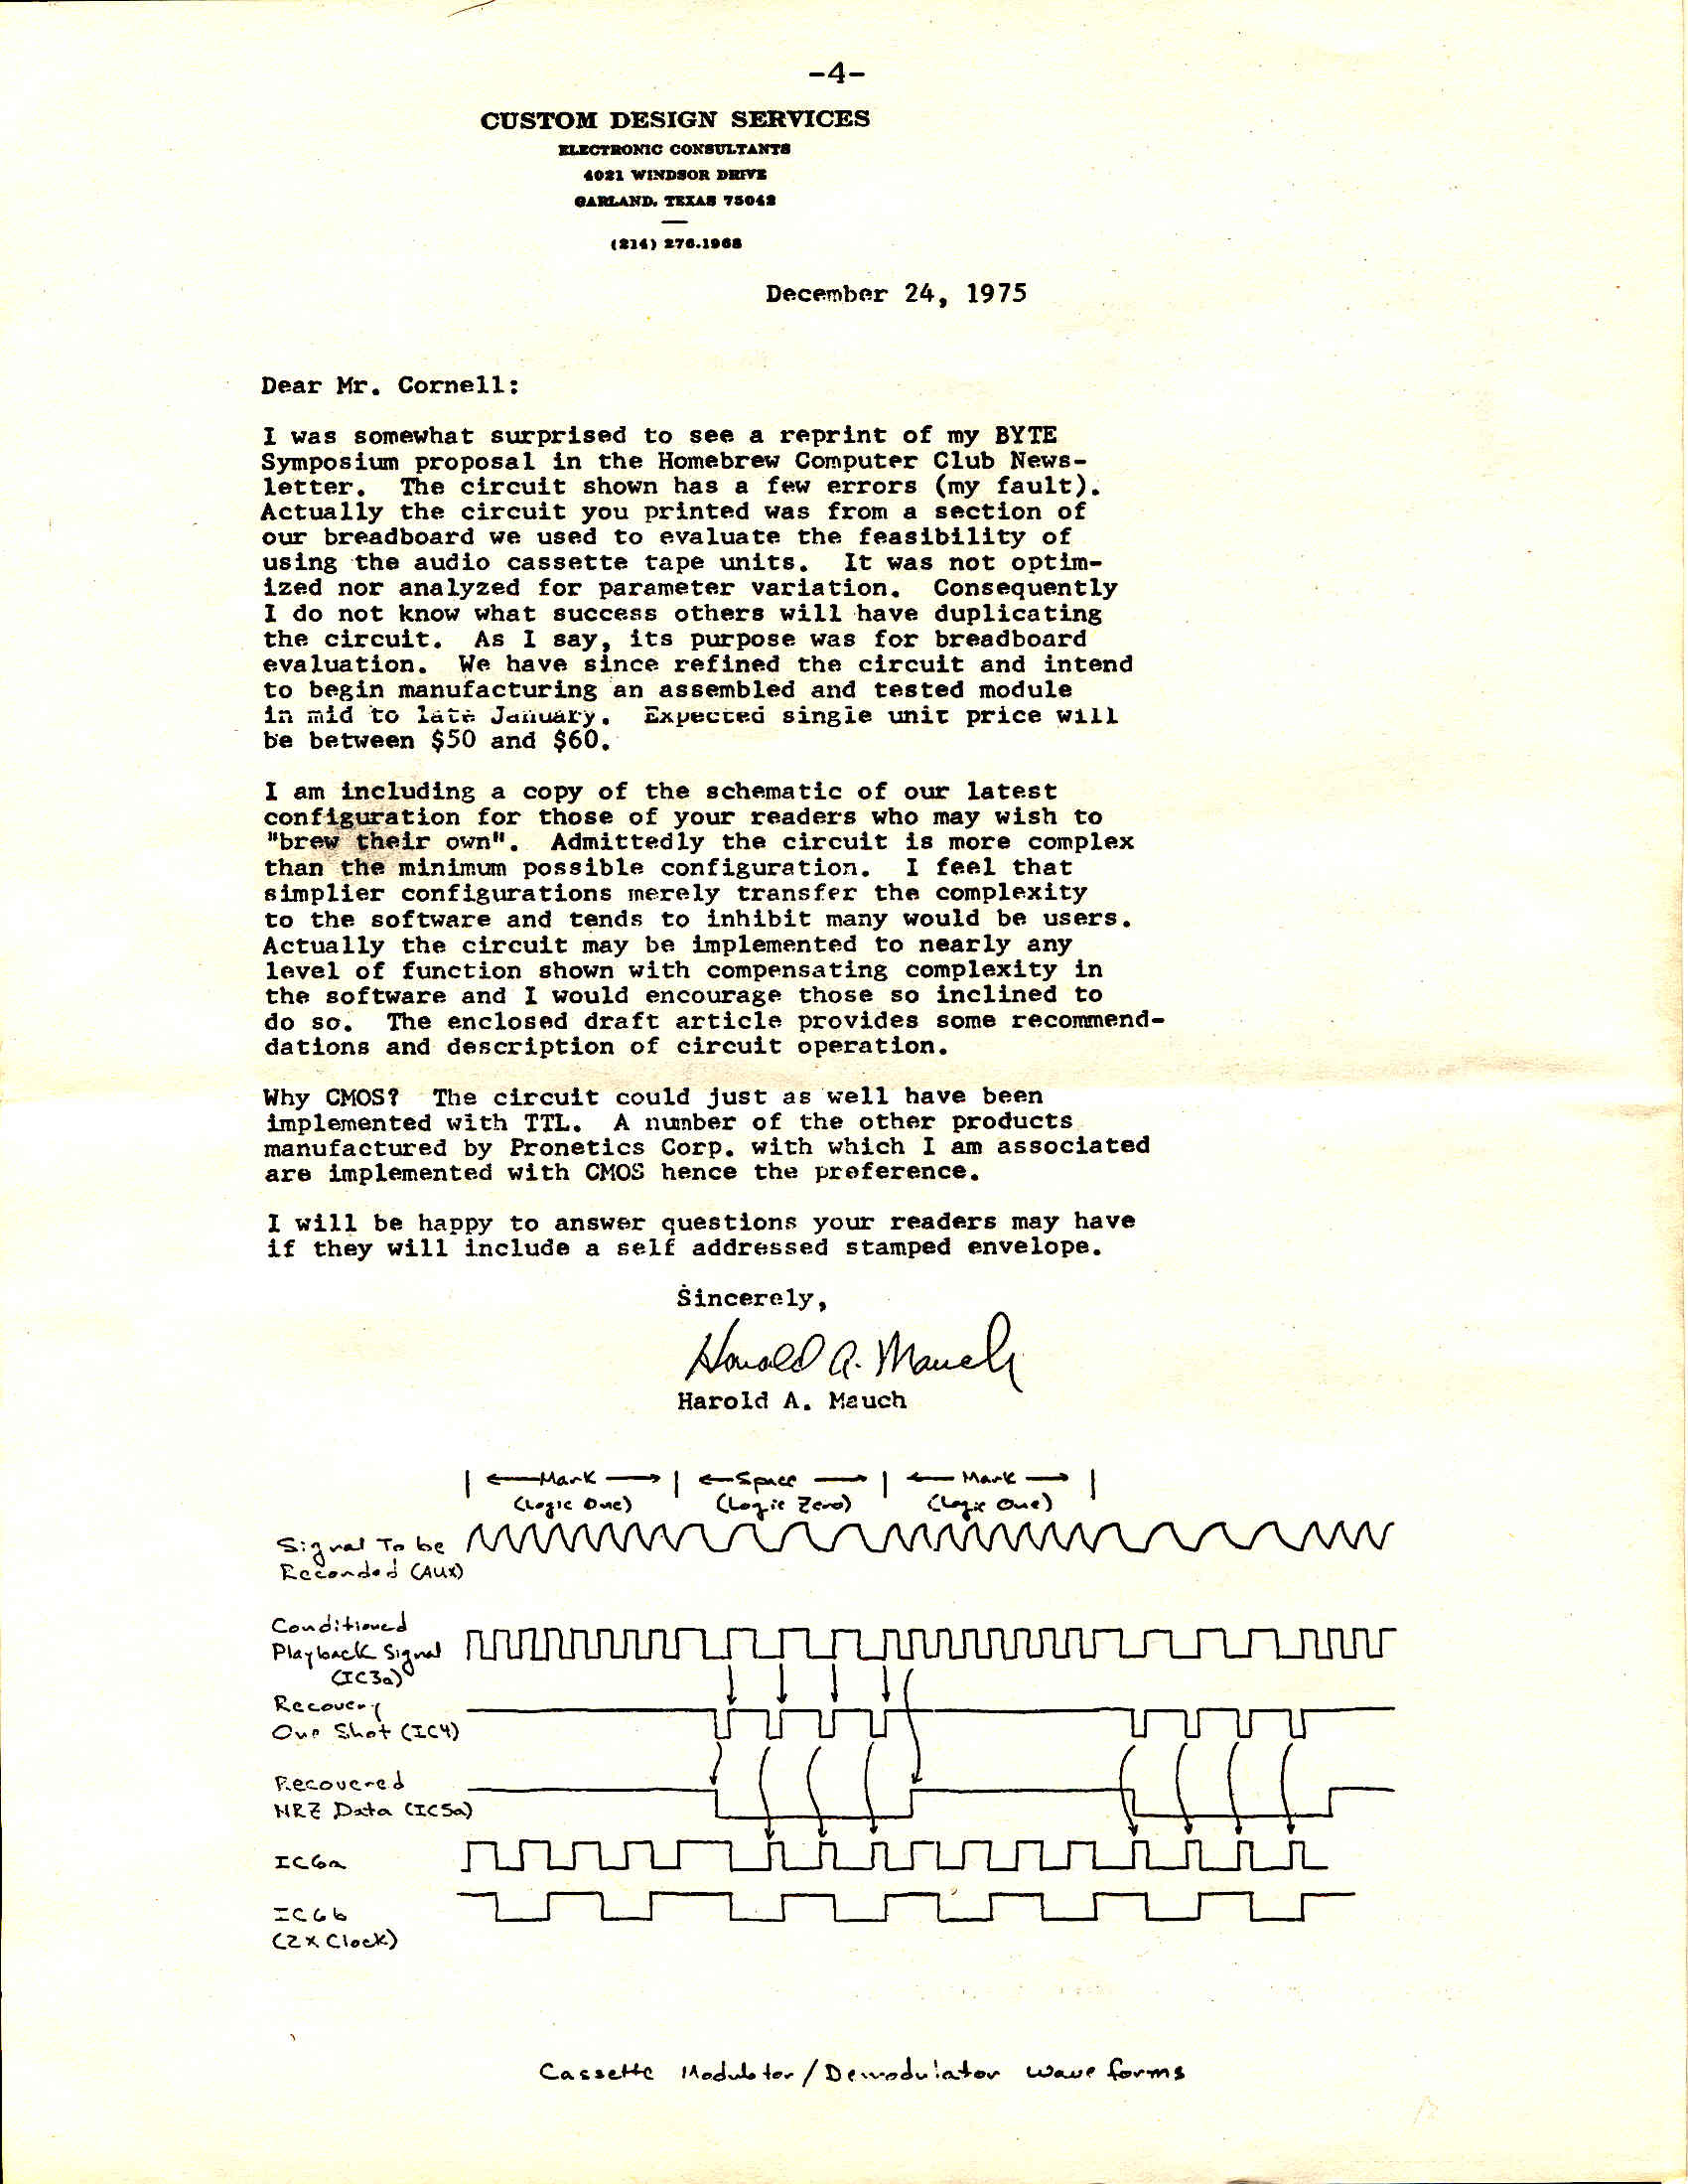 -4-
CUSTOM DESIGN SERVICES
ELECTRONIC CONSULTANTS
4021 WINDSOR DRIVE
GARLAND, TEXAS 75042
(214) 276.1968
December 24, 1975
Dear Mr. Cornell:
I was somewhat surprised to see a reprint of my BYTE
Symposium proposal in the Homebrew Computer Club News-
letter. The circuit shown has a few errors (my fault).
Actually the circuit you printed was from a section of
our breadboard we used to evaluate the feasibility of
using the audio cassette tape units. It was not optim-
ized nor analyzed for parameter variation. Consequently
I do not know what success others will have duplicating
the circuit. As I say, its purpose was for breadboard
evaluation. We have since refined the circuit and intend
to begin manufacturing an assembled and tested module
in mid to late January. Expected single unit price will
be between $50 and $60.
I am including a copy of the schematic of our latest
configuration for those of your readers who may wish to
"brew their own". Admittedly the circuit is more complex
than the minimum possible configuration. I feel that
simplier configurations merely transfer the complexity
to the software and tends to inhibit many would be users.
Actually the circuit may be implemented to nearly any
level of function shown with compensating complexity in
the software and I would encourage those so inclined to
do so. The enclosed draft article provides some recommend-
dations and description of circuit operation.
Why CMOS? The circuit could just as well have been
implemented with TTL. A number of the other products
manufactured by Pronetics Corp. with which I am associated
are implemented with CMOS hence the preference.
I will be happy to answer questions your readers may have
if they will include a self addressed stamped envelope.
Sincerely,
Harold A. Mauch
Harold A. Mauch
Mark Space Mark
(Logic One) (Logic Zero) (Logic One)
Signal To be
Recorded (AUX)
Conditioned
Playback Signal
(IC3a)
Recovery
One Shot (IC4)
Recovered
NRZ Data (IC5a)
IC6a
IC6b
(2x Clock)
Cassette Modulator/Demodulator Wave forms